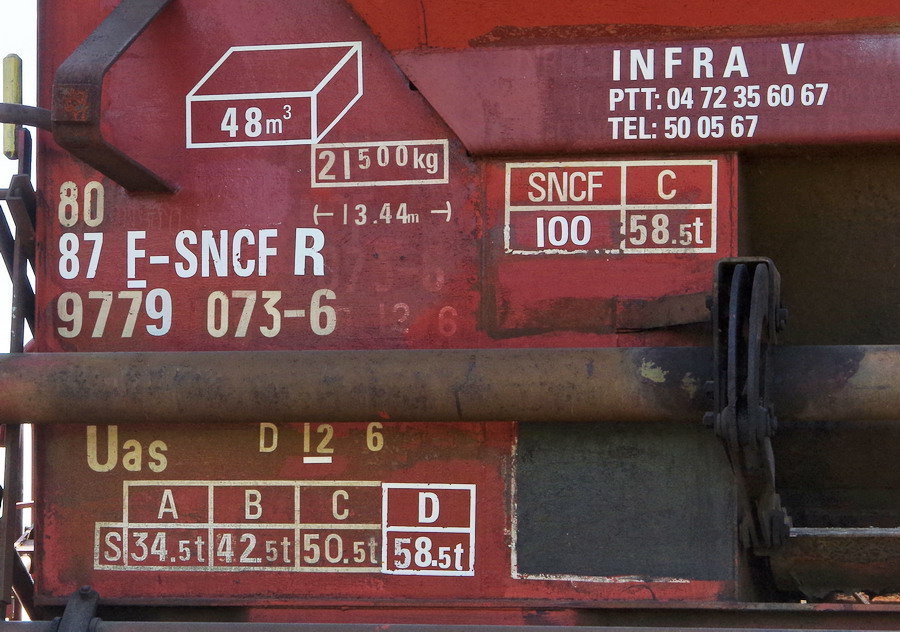 48m³
21500kg
13.44m
80
87 F-SNCF R
9779 073-6
INFRA V
PTT: 04 72 35 60 67
TEL: 50 05 67
SNCF C
100 58.5t
Uas D 12 6
A B C D
S 34.5t 42.5t 50.5t 58.5t